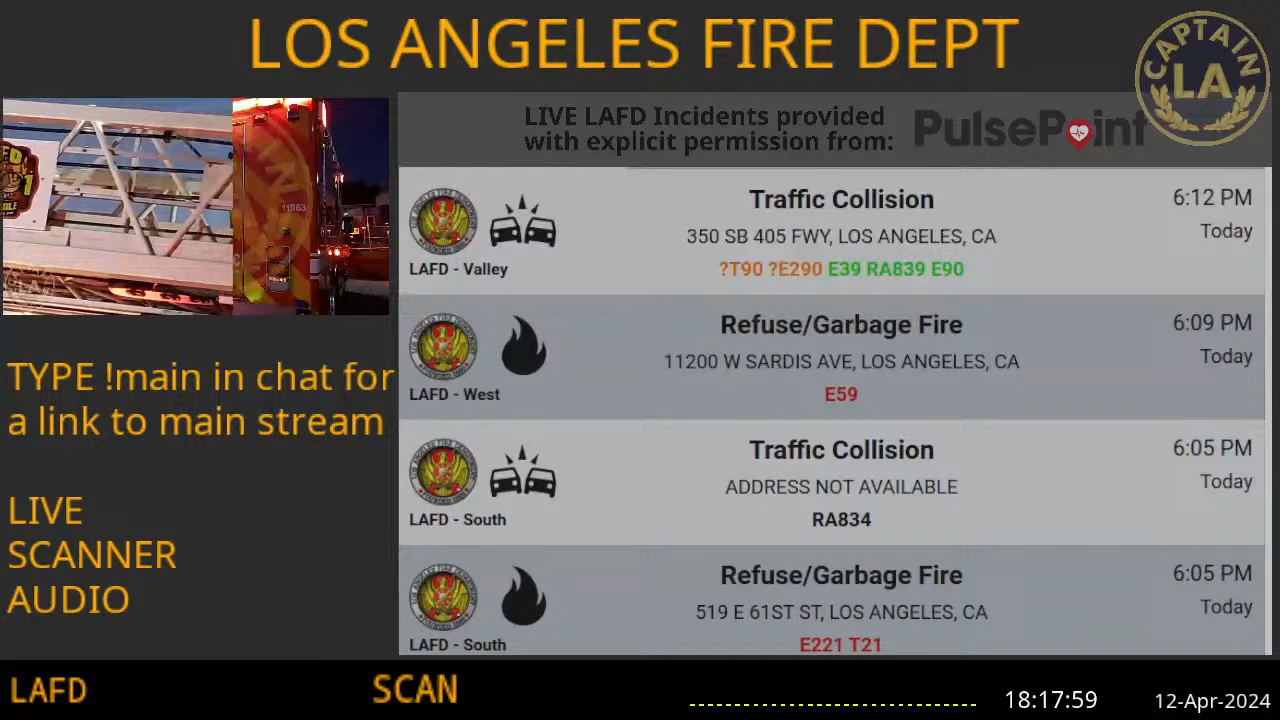 LOS ANGELES FIRE DEPT
CAPTAIN
LA
LIVE LAFD Incidents provided
with explicit permission from:
PulsePoint
11963
TYPE !main in chat for
a link to main stream
LIVE
SCANNER
AUDIO
Traffic Collision
6:12 PM
350 SB 405 FWY, LOS ANGELES, CA
Today
LAFD - Valley
?T90 ?E290 E39 RA839 E90
Refuse/Garbage Fire
6:09 PM
11200 W SARDIS AVE, LOS ANGELES, CA
Today
LAFD - West
E59
Traffic Collision
6:05 PM
ADDRESS NOT AVAILABLE
Today
LAFD - South
RA834
Refuse/Garbage Fire
6:05 PM
519 E 61ST ST, LOS ANGELES, CA
Today
LAFD - South
E221 T21
LAFD
SCAN
18:17:59
12-Apr-2024